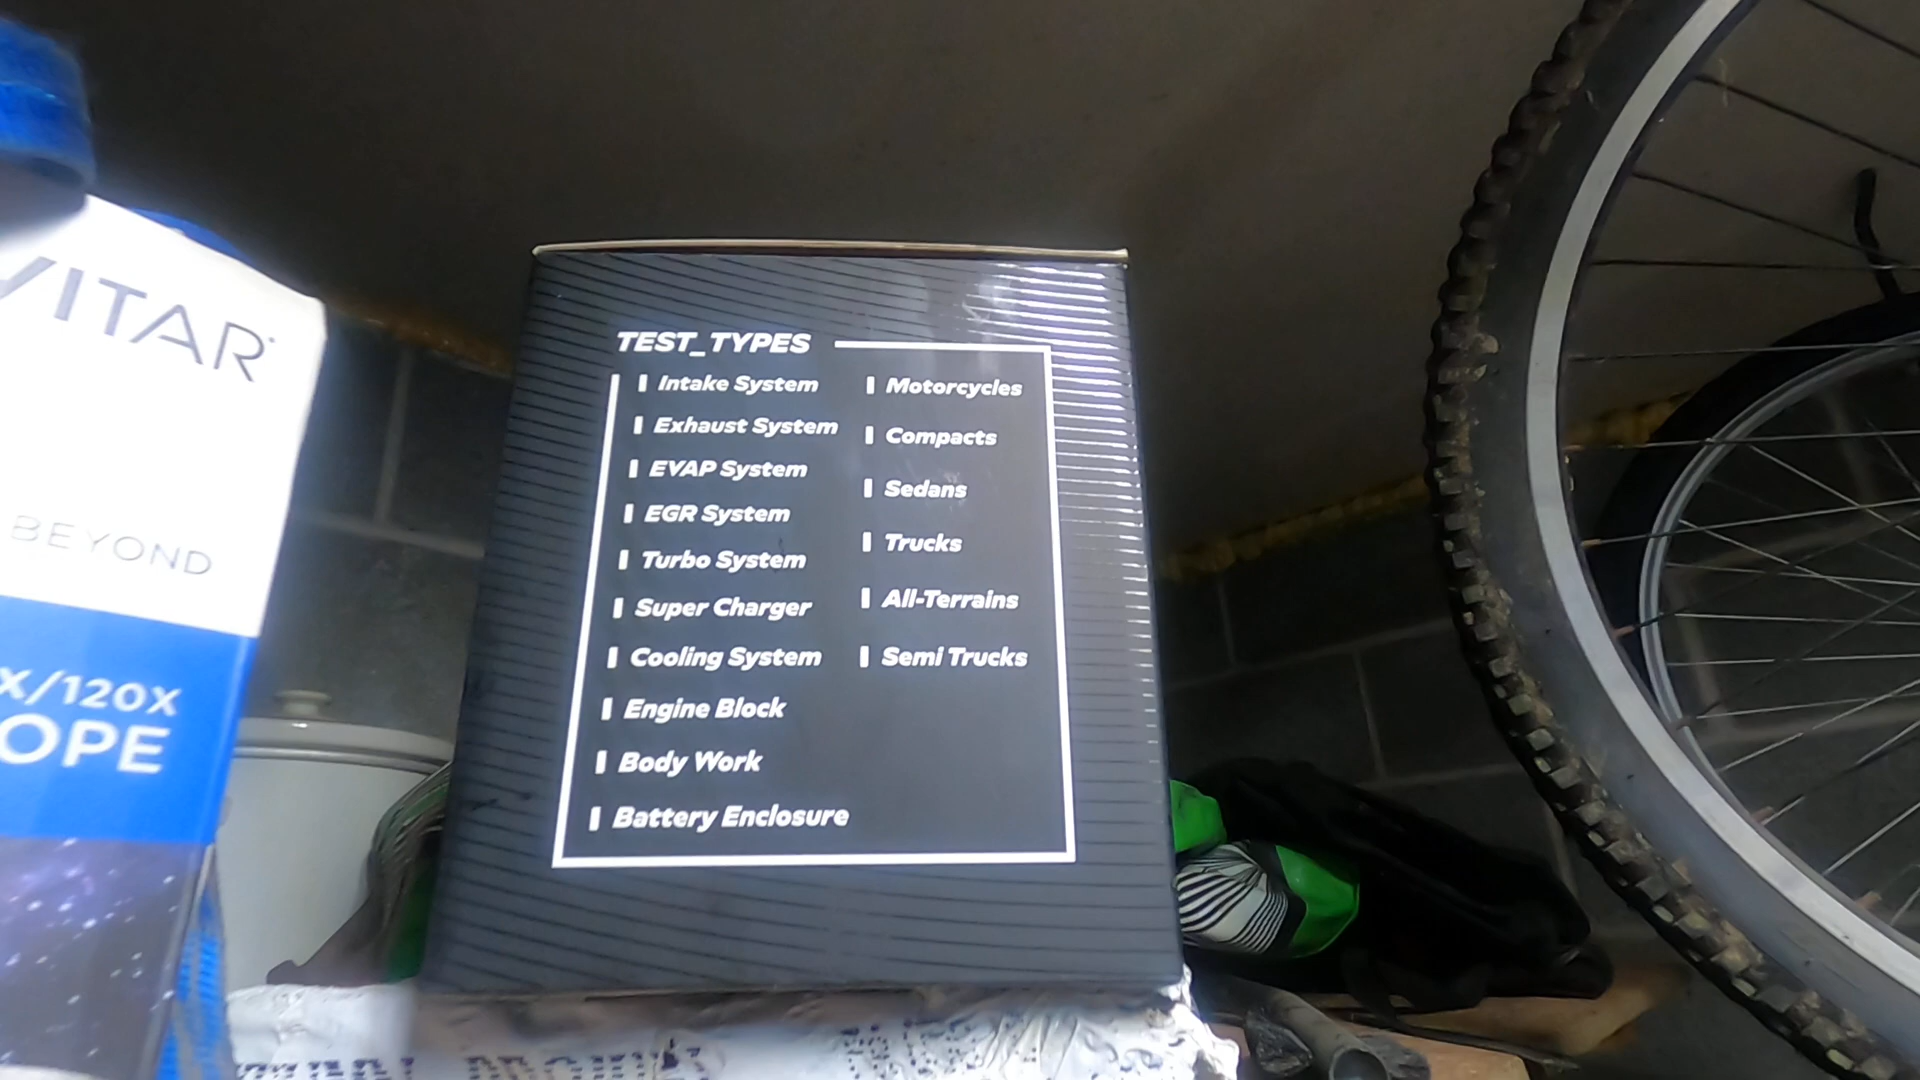 VITAR
BEYOND
X/120X
OPE
TEST_TYPES
Intake System
Exhaust System
EVAP System
EGR System
Turbo System
Super Charger
Cooling System
Engine Block
Body Work
Battery Enclosure
Motorcycles
Compacts
Sedans
Trucks
All-Terrains
Semi Trucks